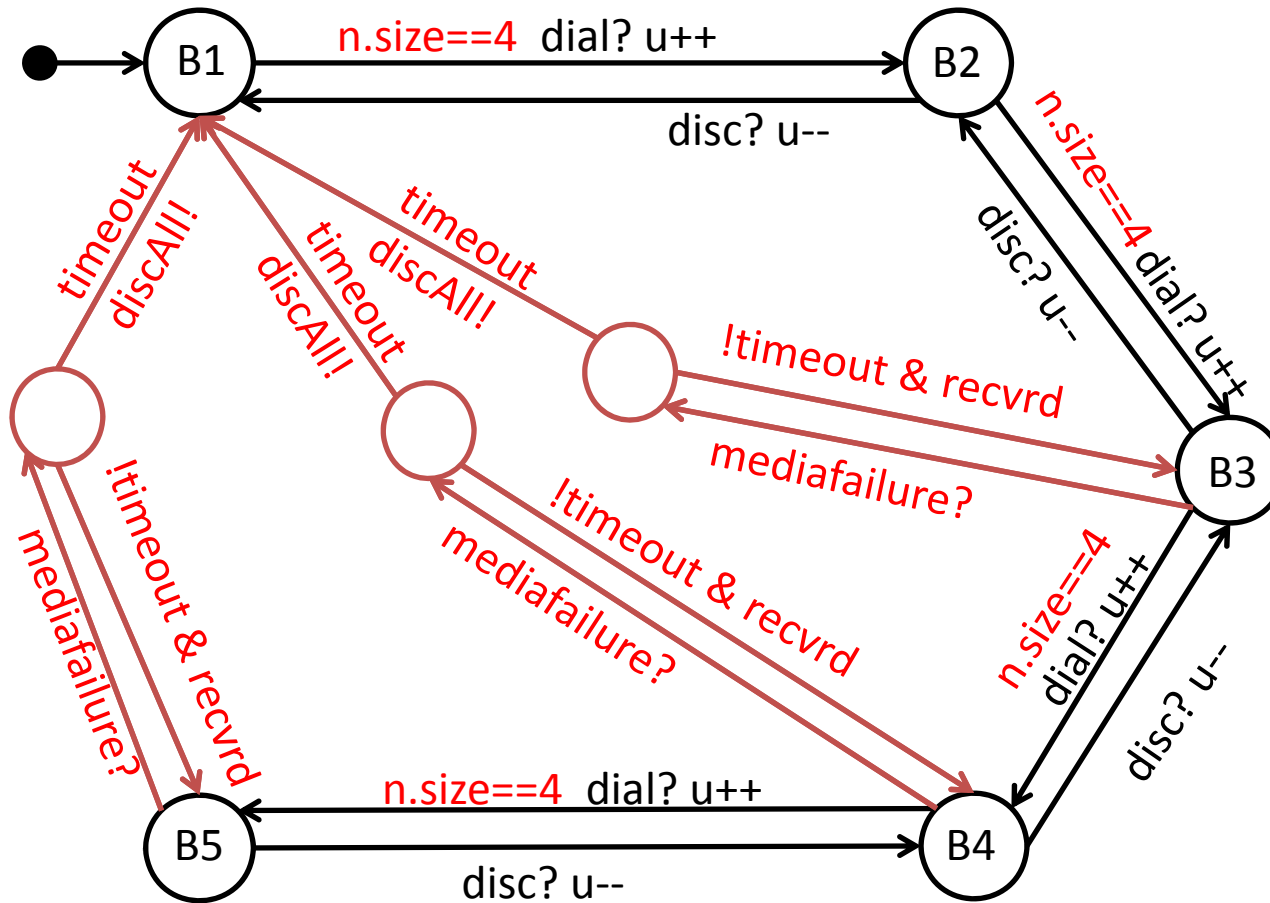 B1
n.size==4 dial? u++
B2
disc? u--
n.size==4 dial? u++
disc? u--
timeout
discAll!
timeout
discAll!
timeout
discAll!
!timeout & recvrd
mediafailure?
B3
!timeout & recvrd
mediafailure?
n.size==4
dial? u++
disc? u--
!timeout & recvrd
mediafailure?
n.size==4 dial? u++
B5
B4
disc? u--